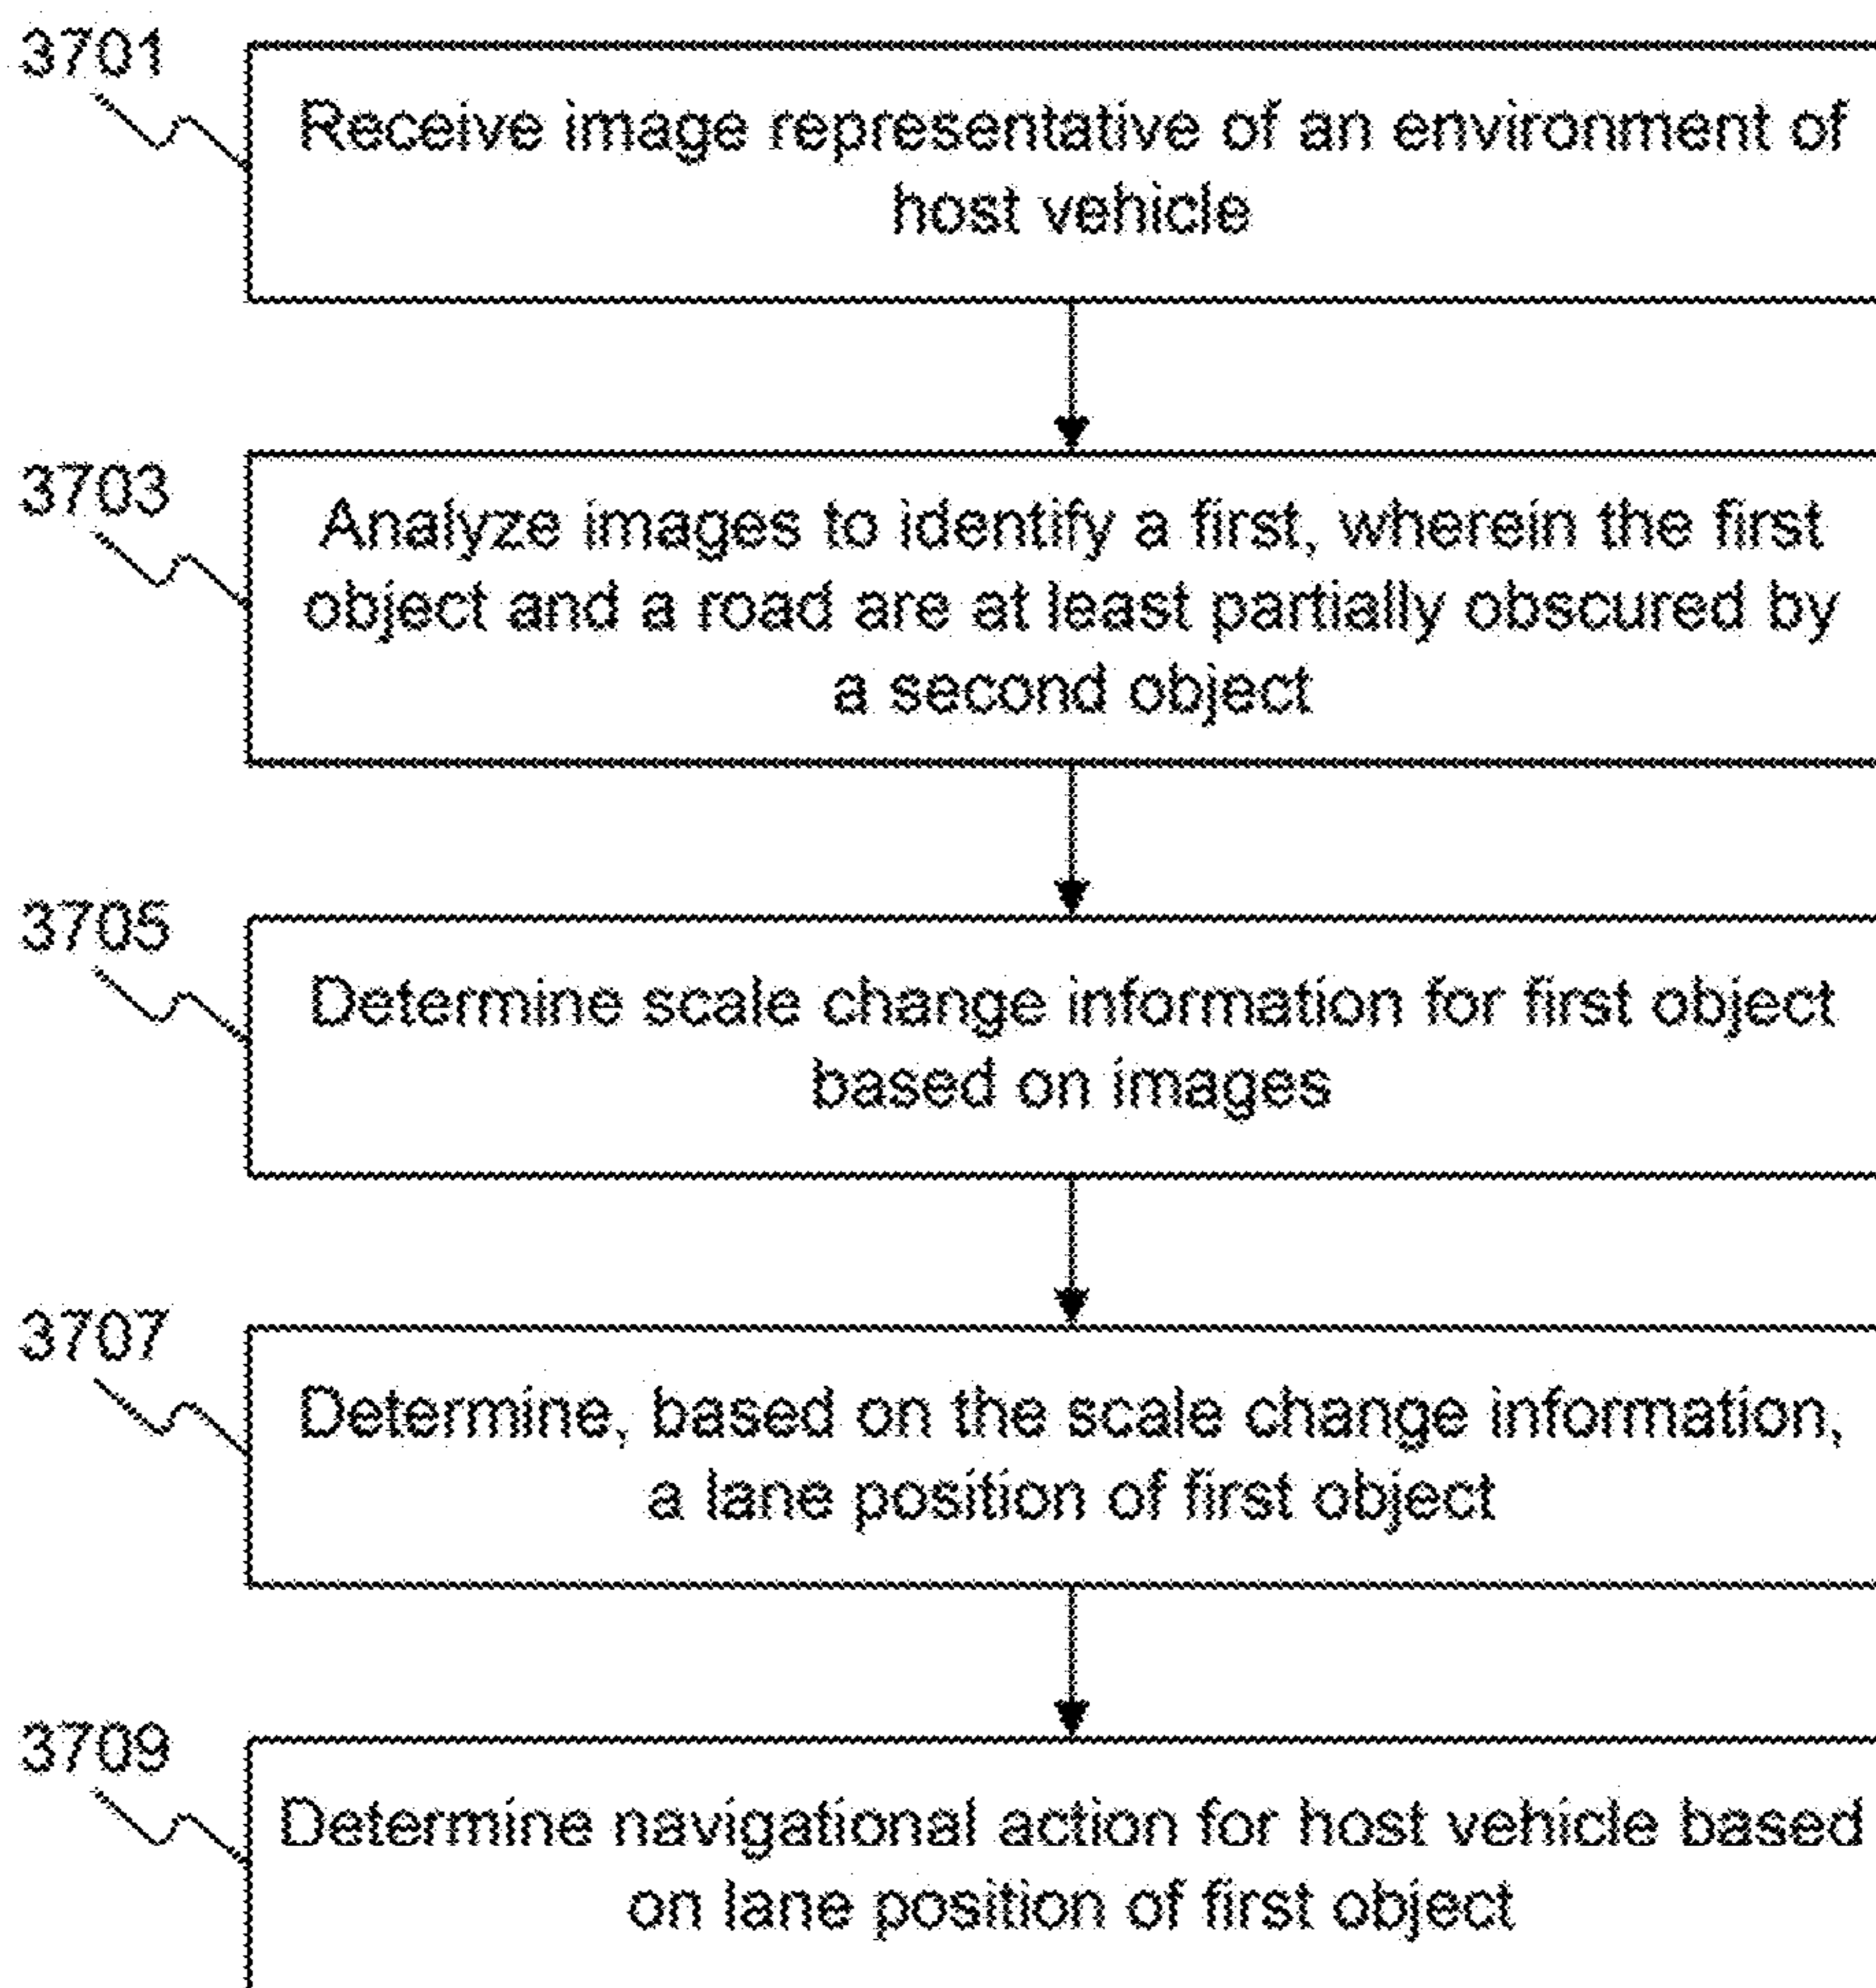 3701
Receive image representative of an environment of
host vehicle
3703
Analyze images to identify a first, wherein the first
object and a road are at least partially obscured by
a second object
3705
Determine scale change information for first object
based on images
3707
Determine, based on the scale change information,
a lane position of first object
3709
Determine navigational action for host vehicle based
on lane position of first object